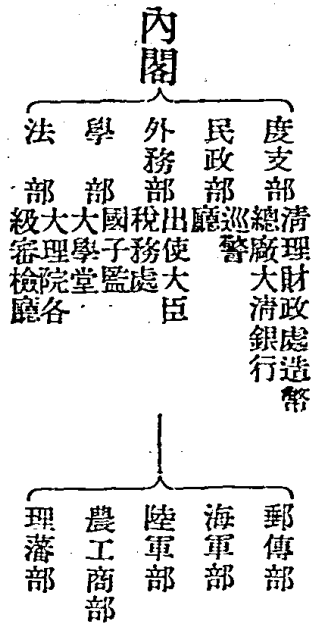 內閣
度支部
清理財政處造幣
總廠大清銀行
民政部
巡警
廳
外務部
出使大臣
稅務處
學部
國子監
大學堂
法部
大理院各
級審檢廳
郵傳部
海軍部
陸軍部
農工商部
理藩部